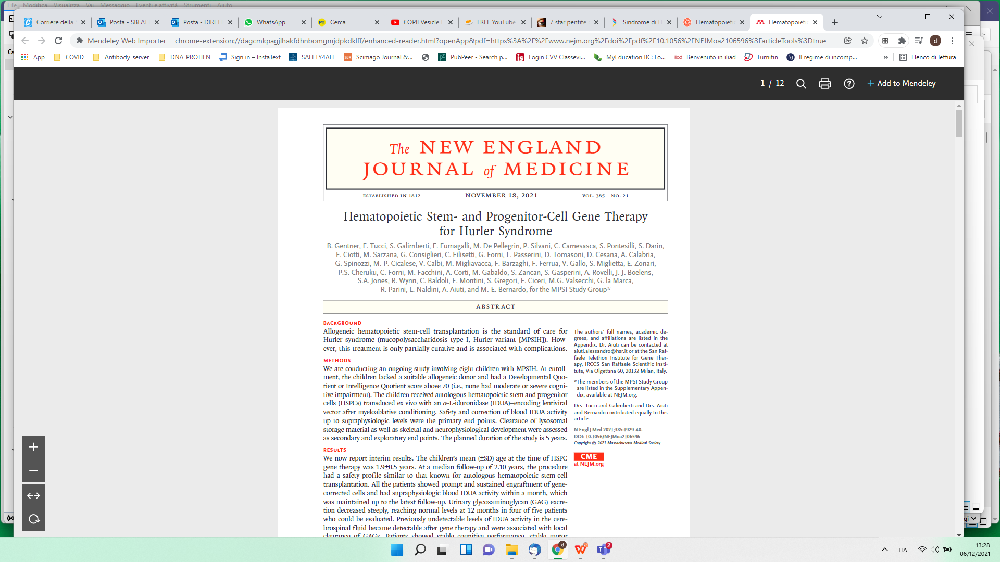 File Modifica Visualizza Vai Messaggio Eventi e attività Strumenti Aiuto
Corriere della
Posta - SBLATT
Posta - DIRETT
WhatsApp
Cerca
COPII Vesicle F
FREE YouTube
7 star pentite
Sindrome di H
Hematopoietic
Hematopoietic
Mendeley Web Importer
chrome-extension://dagcmkpagjlhakfdhnbomgmjdpkdklff/enhanced-reader.html?openApp&pdf=https%3A%2F%2Fwww.nejm.org%2Fdoi%2Fpdf%2F10.1056%2FNEJMoa2106596%3FarticleTools%3Dtrue
d
App
COVID
Antibody_server
DNA_PROTIEN
Sign in – InstaText
SAFETY4ALL
Scimago Journal &...
PubPeer - Search p...
Login CVV Classevi...
MyEducation BC: Lo...
Benvenuto in iliad
Turnitin
Il regime di incomp...
»
Elenco di lettura
1 / 12
+ Add to Mendeley
The NEW ENGLAND
JOURNAL of MEDICINE
ESTABLISHED IN 1812 NOVEMBER 18, 2021 VOL. 385 NO. 21
Hematopoietic Stem- and Progenitor-Cell Gene Therapy
for Hurler Syndrome
B. Gentner, F. Tucci, S. Galimberti, F. Fumagalli, M. De Pellegrin, P. Silvani, C. Camesasca, S. Pontesilli, S. Darin,
F. Ciotti, M. Sarzana, G. Consiglieri, C. Filisetti, G. Forni, L. Passerini, D. Tomasoni, D. Cesana, A. Calabria,
G. Spinozzi, M.-P. Cicalese, V. Calbi, M. Migliavacca, F. Barzaghi, F. Ferrua, V. Gallo, S. Miglietta, E. Zonari,
P.S. Cheruku, C. Forni, M. Facchini, A. Corti, M. Gabaldo, S. Zancan, S. Gasperini, A. Rovelli, J.-J. Boelens,
S.A. Jones, R. Wynn, C. Baldoli, E. Montini, S. Gregori, F. Ciceri, M.G. Valsecchi, G. la Marca,
R. Parini, L. Naldini, A. Aiuti, and M.-E. Bernardo, for the MPSI Study Group*
ABSTRACT
BACKGROUND
Allogeneic hematopoietic stem-cell transplantation is the standard of care for
Hurler syndrome (mucopolysaccharidosis type I, Hurler variant [MPSIH]). How-
ever, this treatment is only partially curative and is associated with complications.
METHODS
We are conducting an ongoing study involving eight children with MPSIH. At enroll-
ment, the children lacked a suitable allogeneic donor and had a Developmental Quo-
tient or Intelligence Quotient score above 70 (i.e., none had moderate or severe cogni-
tive impairment). The children received autologous hematopoietic stem and progenitor
cells (HSPCs) transduced ex vivo with an α-L-iduronidase (IDUA)–encoding lentiviral
vector after myeloablative conditioning. Safety and correction of blood IDUA activity
up to supraphysiologic levels were the primary end points. Clearance of lysosomal
storage material as well as skeletal and neurophysiological development were assessed
as secondary and exploratory end points. The planned duration of the study is 5 years.
RESULTS
We now report interim results. The children's mean (±SD) age at the time of HSPC
gene therapy was 1.9±0.5 years. At a median follow-up of 2.10 years, the procedure
had a safety profile similar to that known for autologous hematopoietic stem-cell
transplantation. All the patients showed prompt and sustained engraftment of gene-
corrected cells and had supraphysiologic blood IDUA activity within a month, which
was maintained up to the latest follow-up. Urinary glycosaminoglycan (GAG) excre-
tion decreased steeply, reaching normal levels at 12 months in four of five patients
who could be evaluated. Previously undetectable levels of IDUA activity in the cere-
brospinal fluid became detectable after gene therapy and were associated with local
clearance of GAGs. Patients showed stable cognitive performance, stable motor
The authors' full names, academic de-
grees, and affiliations are listed in the
Appendix. Dr. Aiuti can be contacted at
aiuti.alessandro@hsr.it or at the San Raf-
faele Telethon Institute for Gene Ther-
apy, IRCCS San Raffaele Scientific Insti-
tute, Via Olgettina 60, 20132 Milan, Italy.
*The members of the MPSI Study Group
are listed in the Supplementary Appen-
dix, available at NEJM.org.
Drs. Tucci and Galimberti and Drs. Aiuti
and Bernardo contributed equally to this
article.
N Engl J Med 2021;385:1929-40.
DOI: 10.1056/NEJMoa2106596
Copyright © 2021 Massachusetts Medical Society.
CME
at NEJM.org
ITA
13:28
06/12/2021